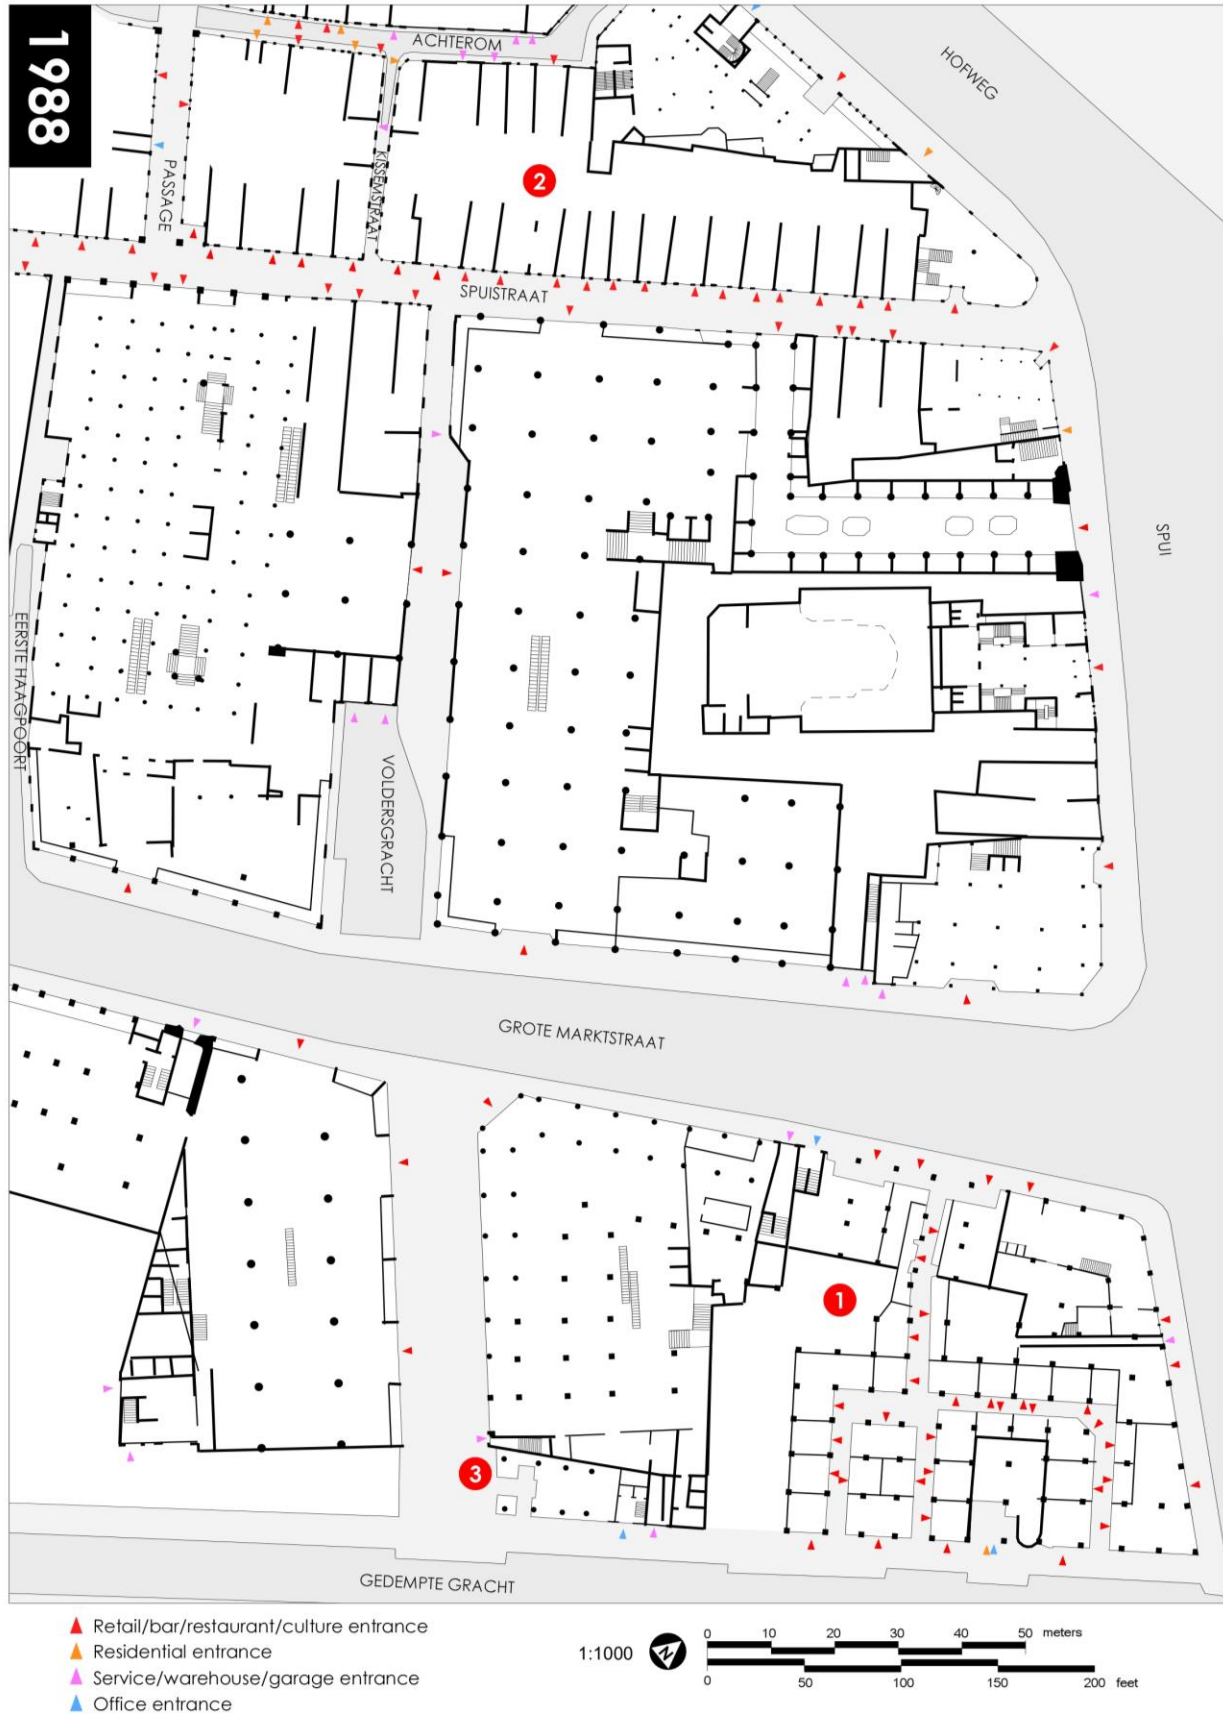 1988
ACHTEROM
HOFWEG
PASSAGE
KISSEMSTRAAT
2
SPUISTRAAT
SPUI
EERSTE HAAGPOORT
VOLDERSGRACHT
GROTE MARKTSTRAAT
1
3
GEDEMPTE GRACHT
Retail/bar/restaurant/culture entrance
Residential entrance
Service/warehouse/garage entrance
Office entrance
1:1000
N
0 10 20 30 40 50 meters
0 50 100 150 200 feet